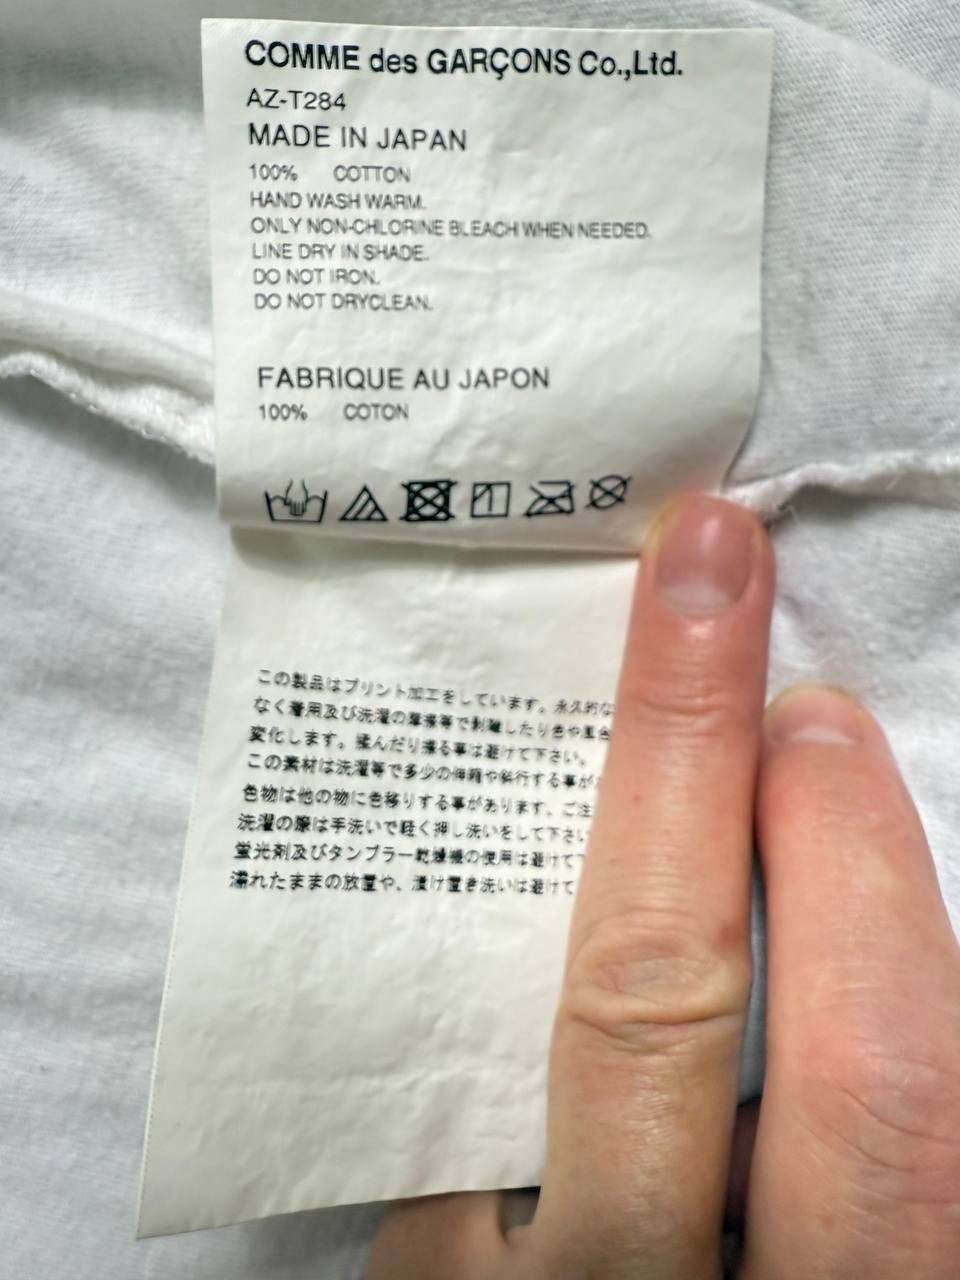 COMME des GARÇONS Co.,Ltd.
AZ-T284
MADE IN JAPAN
100% COTTON
HAND WASH WARM.
ONLY NON-CHLORINE BLEACH WHEN NEEDED.
LINE DRY IN SHADE.
DO NOT IRON.
DO NOT DRYCLEAN.
FABRIQUE AU JAPON
100% COTON
この製品はプリント加工をしています。永久的な
なく着用及び洗濯の摩擦等で剥離したり色や風合
変化します。揉んだり擦る事は避けて下さい。
この素材は洗濯等で多少の伸縮や斜行する事が
色物は他の物に色移りする事があります、ご注
洗濯の際は手洗いで軽く押し洗いをして下さい
蛍光剤及びタンブラー乾燥機の使用は避けて下
濡れたままの放置や、漬け置き洗いは避けて